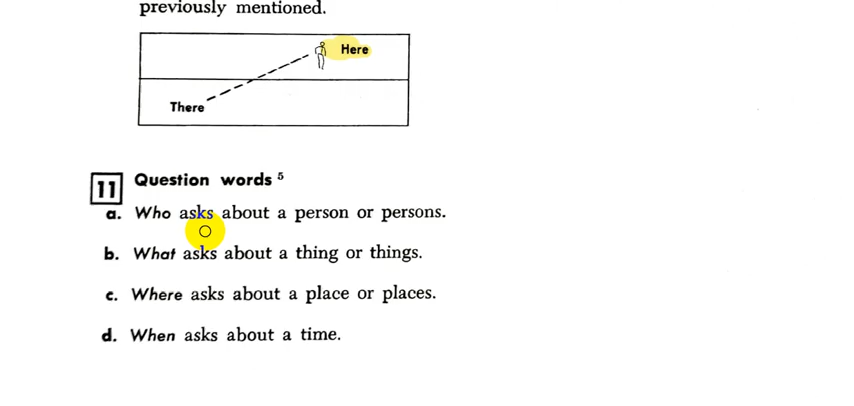 previously mentioned.
Here
There
11 Question words 5
a. Who asks about a person or persons.
b. What asks about a thing or things.
c. Where asks about a place or places.
d. When asks about a time.